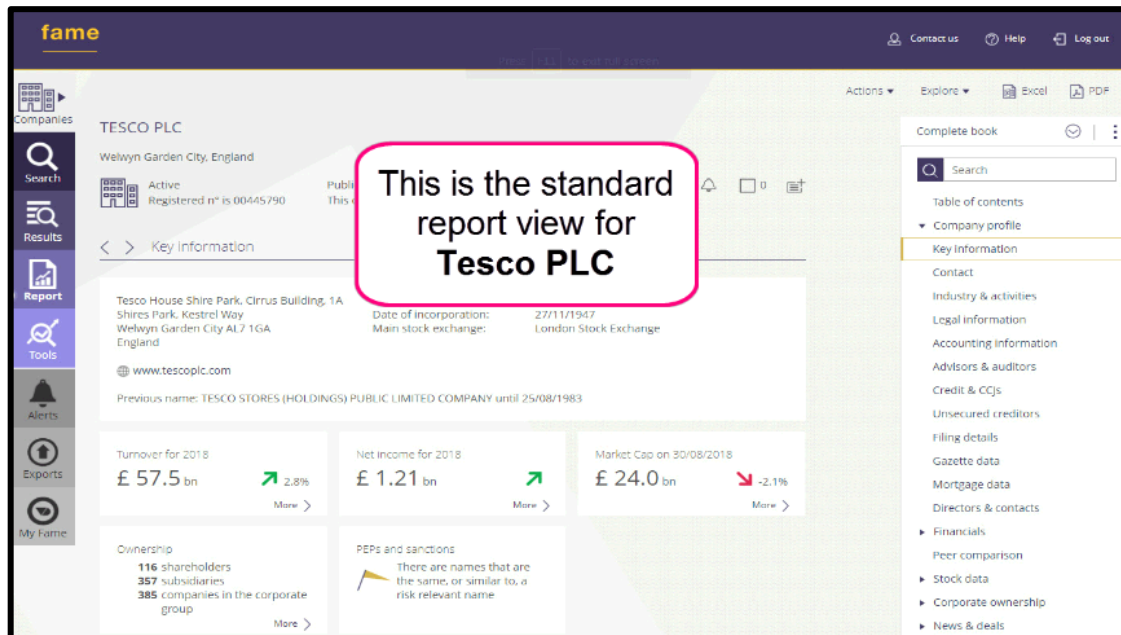 fame
Contact us
Help
Log out
Press F11 to exit full screen
Actions
Explore
Excel
PDF
Companies
Search
Results
Report
Tools
Alerts
Exports
My Fame
TESCO PLC
Welwyn Garden City, England
Active
Registered n° is 00445790
Publi
This
This is the standard
report view for
Tesco PLC
0
Key information
Tesco House Shire Park, Cirrus Building, 1A
Shires Park, Kestrel Way
Welwyn Garden City AL7 1GA
England
Date of incorporation: 27/11/1947
Main stock exchange: London Stock Exchange
www.tescoplc.com
Previous name: TESCO STORES (HOLDINGS) PUBLIC LIMITED COMPANY until 25/08/1983
Turnover for 2018
£ 57.5 bn
2.8%
More
Net income for 2018
£ 1.21 bn
More
Market Cap on 30/08/2018
£ 24.0 bn
-2.1%
More
Ownership
116 shareholders
357 subsidiaries
385 companies in the corporate
group
More
PEPs and sanctions
There are names that are
the same, or similar to, a
risk relevant name
Complete book
Search
Table of contents
Company profile
Key information
Contact
Industry & activities
Legal information
Accounting information
Advisors & auditors
Credit & CCJs
Unsecured creditors
Filing details
Gazette data
Mortgage data
Directors & contacts
Financials
Peer comparison
Stock data
Corporate ownership
News & deals